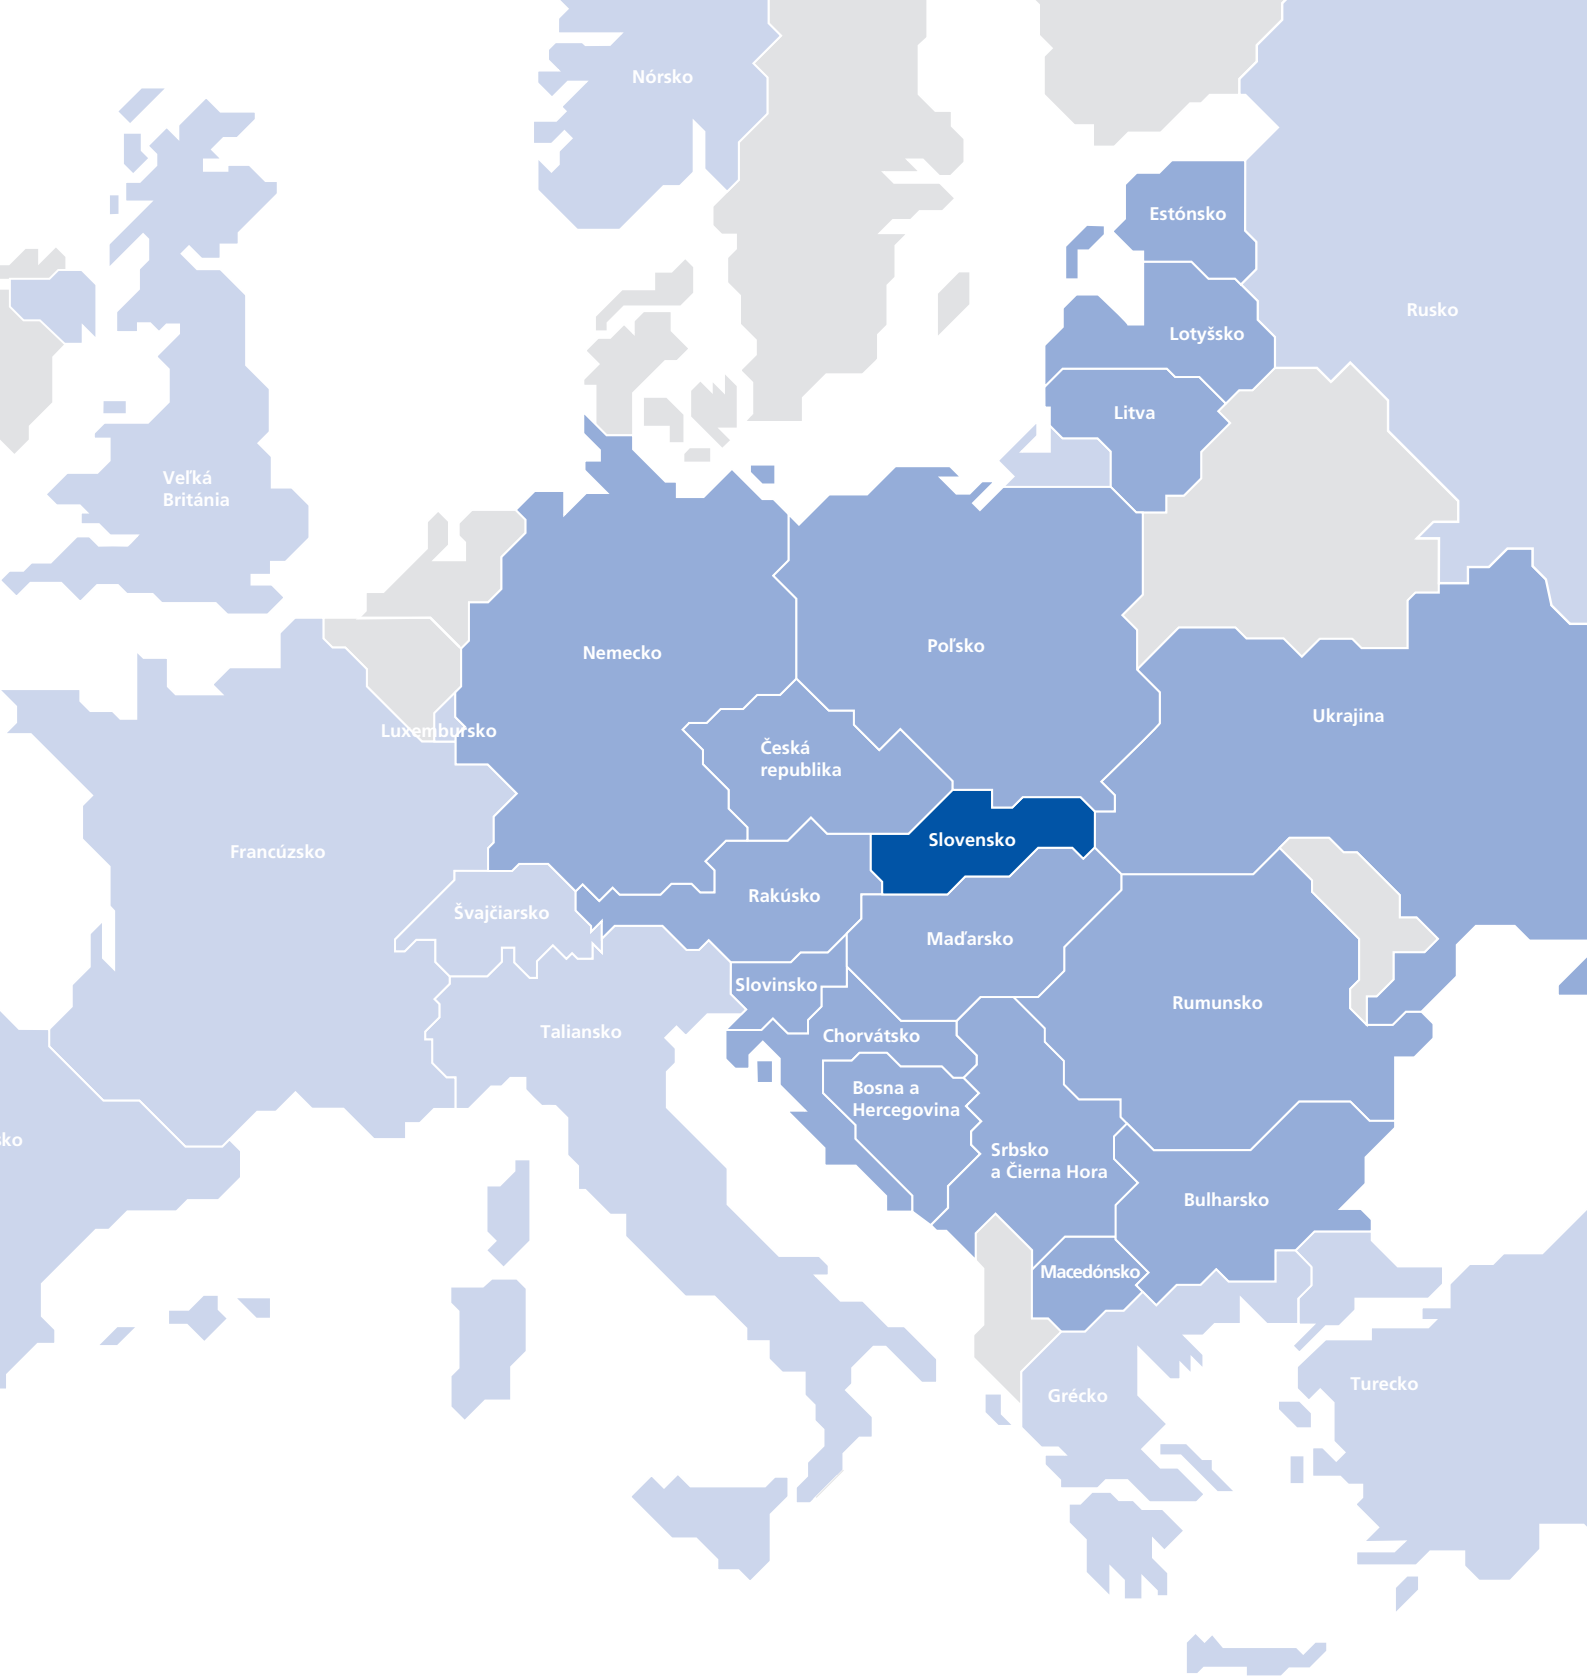 Nórsko
Estónsko
Rusko
Lotyšsko
Litva
Veľká
Británia
Nemecko
Poľsko
Luxembursko
Ukrajina
Česká
republika
Slovensko
Francúzsko
Rakúsko
Švajčiarsko
Maďarsko
Slovinsko
Rumunsko
Taliansko
Chorvátsko
Bosna a
Hercegovina
sko
Srbsko
a Čierna Hora
Bulharsko
Macedónsko
Turecko
Grécko